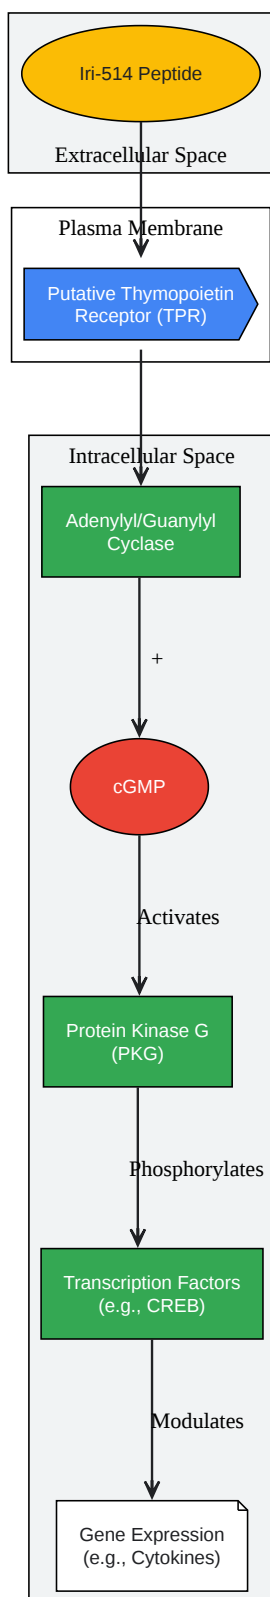 Iri-514 Peptide
Extracellular Space
Plasma Membrane
Putative Thymopoietin
Receptor (TPR)
Intracellular Space
Adenylyl/Guanylyl
Cyclase
+
cGMP
Activates
Protein Kinase G
(PKG)
Phosphorylates
Transcription Factors
(e.g., CREB)
Modulates
Gene Expression
(e.g., Cytokines)